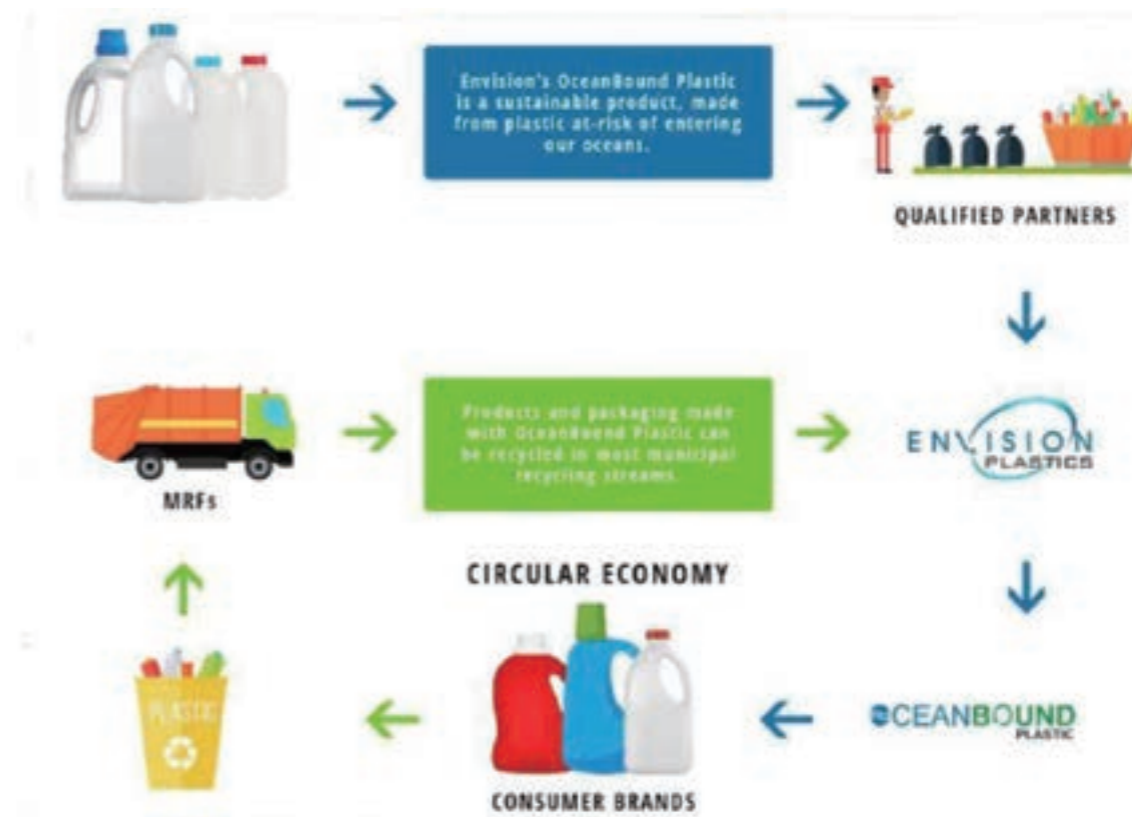 Envision's OceanBound Plastic
is a sustainable product, made
from plastic at-risk of entering
our oceans.
QUALIFIED PARTNERS
Products and packaging made
with OceanBound Plastic can
be recycled in most municipal
recycling streams.
ENVISION
PLASTICS
MRFs
CIRCULAR ECONOMY
PLASTIC
OCEANBOUND
PLASTIC
CONSUMER BRANDS